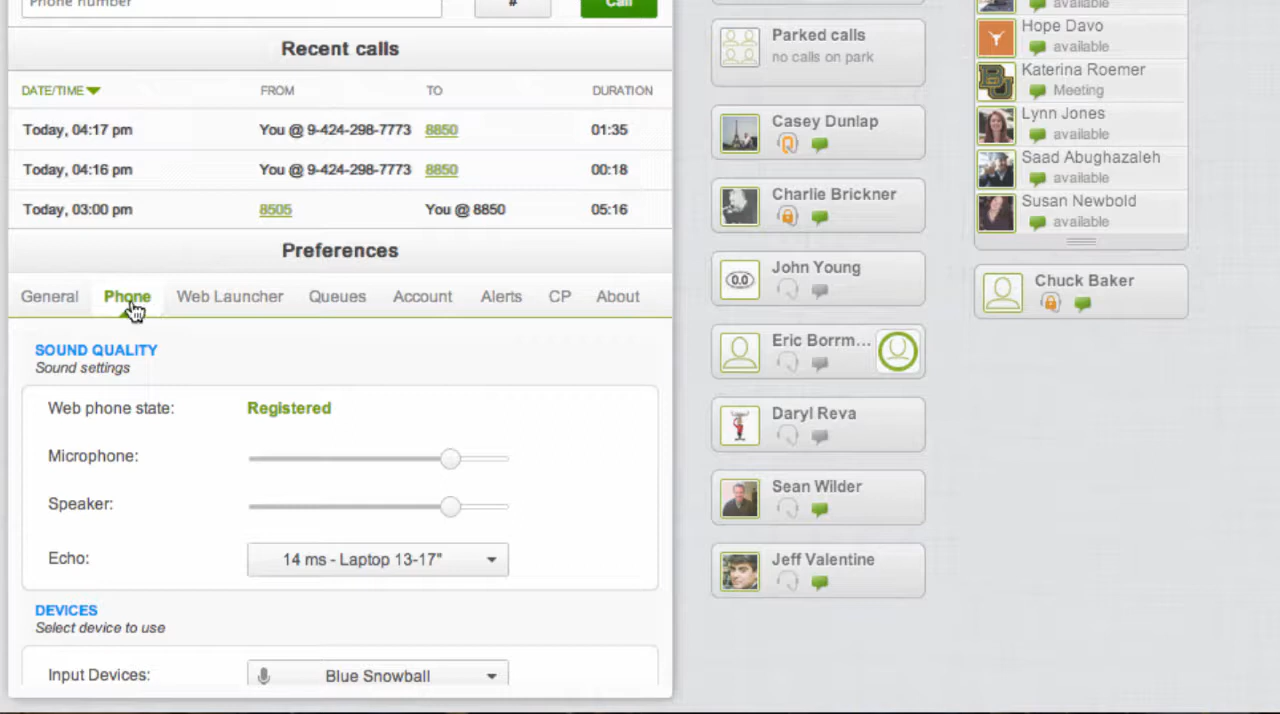 Phone number
#
Call
Recent calls
DATE/TIME FROM TO DURATION
Today, 04:17 pm You @ 9-424-298-7773 8850 01:35
Today, 04:16 pm You @ 9-424-298-7773 8850 00:18
Today, 03:00 pm 8505 You @ 8850 05:16
Preferences
General Phone Web Launcher Queues Account Alerts CP About
SOUND QUALITY
Sound settings
Web phone state: Registered
Microphone:
Speaker:
Echo: 14 ms - Laptop 13-17"
DEVICES
Select device to use
Input Devices: Blue Snowball
Parked calls
no calls on park
Casey Dunlap
Charlie Brickner
John Young
0.0
Eric Borrm...
Daryl Reva
Sean Wilder
Jeff Valentine
available
Hope Davo
available
Katerina Roemer
Meeting
Lynn Jones
available
Saad Abughazaleh
available
Susan Newbold
available
Chuck Baker